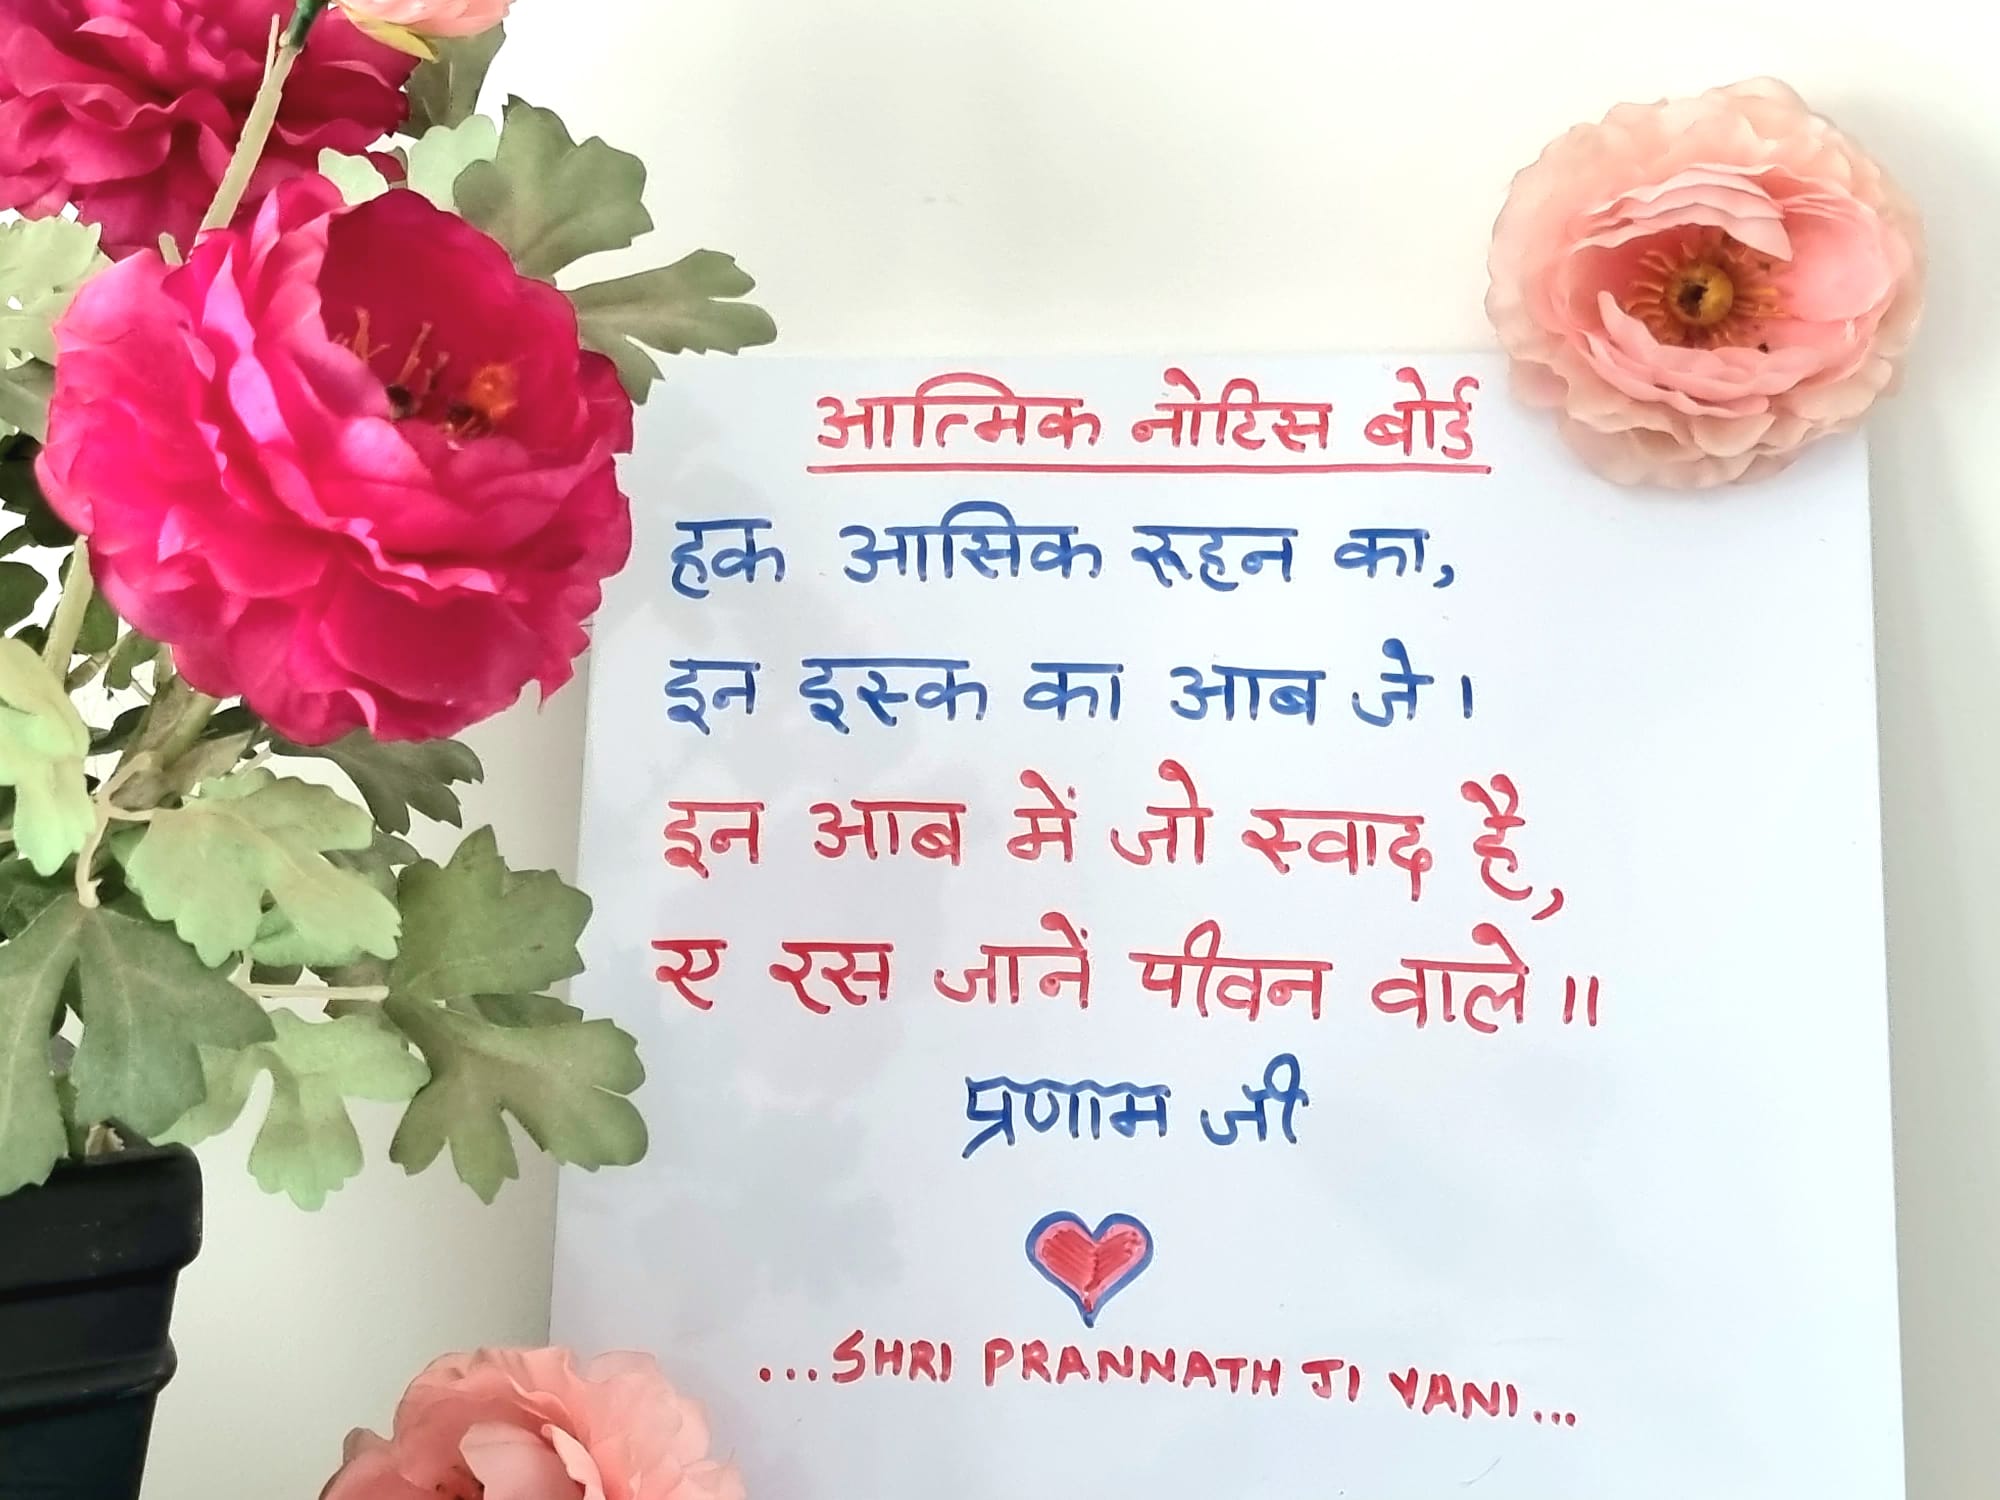 आत्मिक नोटिस बोर्ड
हक आसिक रूहन का,
इन इस्क का आब जे।
इन आब में जो स्वाद है,
ए रस जानें पीवन वाले॥
प्रणाम जी
...SHRI PRANNATH JI VANI...